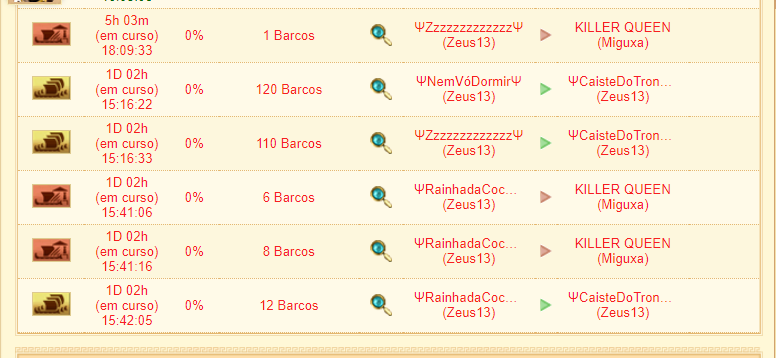 5h 03m
(em curso)
18:09:33
0%
1 Barcos
ΨZzzzzzzzzzzzΨ
(Zeus13)
KILLER QUEEN
(Miguxa)
1D 02h
(em curso)
15:16:22
0%
120 Barcos
ΨNemVóDormirΨ
(Zeus13)
ΨCaisteDoTron...
(Zeus13)
1D 02h
(em curso)
15:16:33
0%
110 Barcos
ΨZzzzzzzzzzzzΨ
(Zeus13)
ΨCaisteDoTron...
(Zeus13)
1D 02h
(em curso)
15:41:06
0%
6 Barcos
ΨRainhadaCoc...
(Zeus13)
KILLER QUEEN
(Miguxa)
1D 02h
(em curso)
15:41:16
0%
8 Barcos
ΨRainhadaCoc...
(Zeus13)
KILLER QUEEN
(Miguxa)
1D 02h
(em curso)
15:42:05
0%
12 Barcos
ΨRainhadaCoc...
(Zeus13)
ΨCaisteDoTron...
(Zeus13)